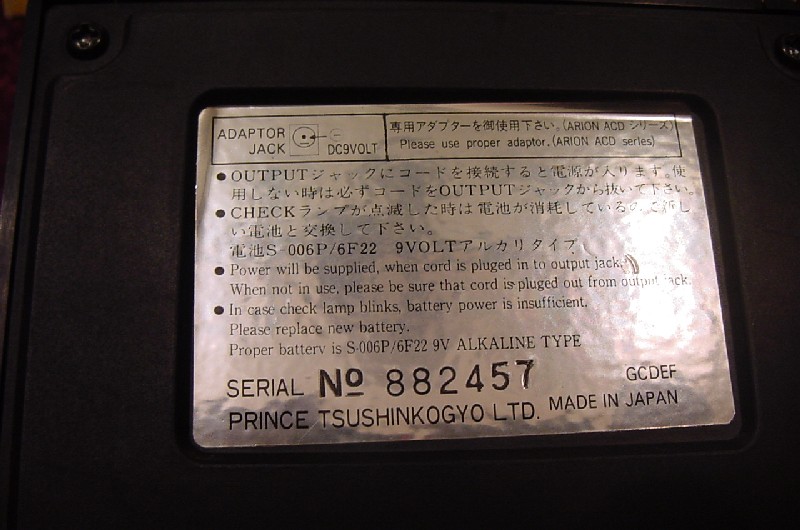 ADAPTOR JACK
⊖ DC9VOLT
専用アダプターを御使用下さい。(ARION ACD シリーズ)
Please use proper adaptor. (ARION ACD series)
● OUTPUTジャックにコードを接続すると電源が入ります。使
用しない時は必ずコードをOUTPUTジャックから抜いて下さい。
● CHECKランプが点滅した時は電池が消耗しているので新し
い電池と交換して下さい。
電池S-006P/6F22 9VOLTアルカリタイプ
● Power will be supplied, when cord is pluged in to output jack.
When not in use, please be sure that cord is pluged out from output jack.
● In case check lamp blinks, battery power is insufficient.
Please replace new battery.
Proper battery is S-006P/6F22 9V ALKALINE TYPE
SERIAL No 882457 GCDEF
PRINCE TSUSHINKOGYO LTD. MADE IN JAPAN